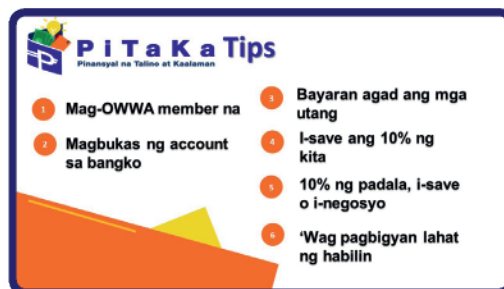 PiTaKa Tips
Pinansyal na Talino at Kaalaman
1 Mag-OWWA member na
2 Magbukas ng account
sa bangko
3 Bayaran agad ang mga
utang
4 I-save ang 10% ng
kita
5 10% ng padala, i-save
o i-negosyo
6 'Wag pagbigyan lahat
ng habilin